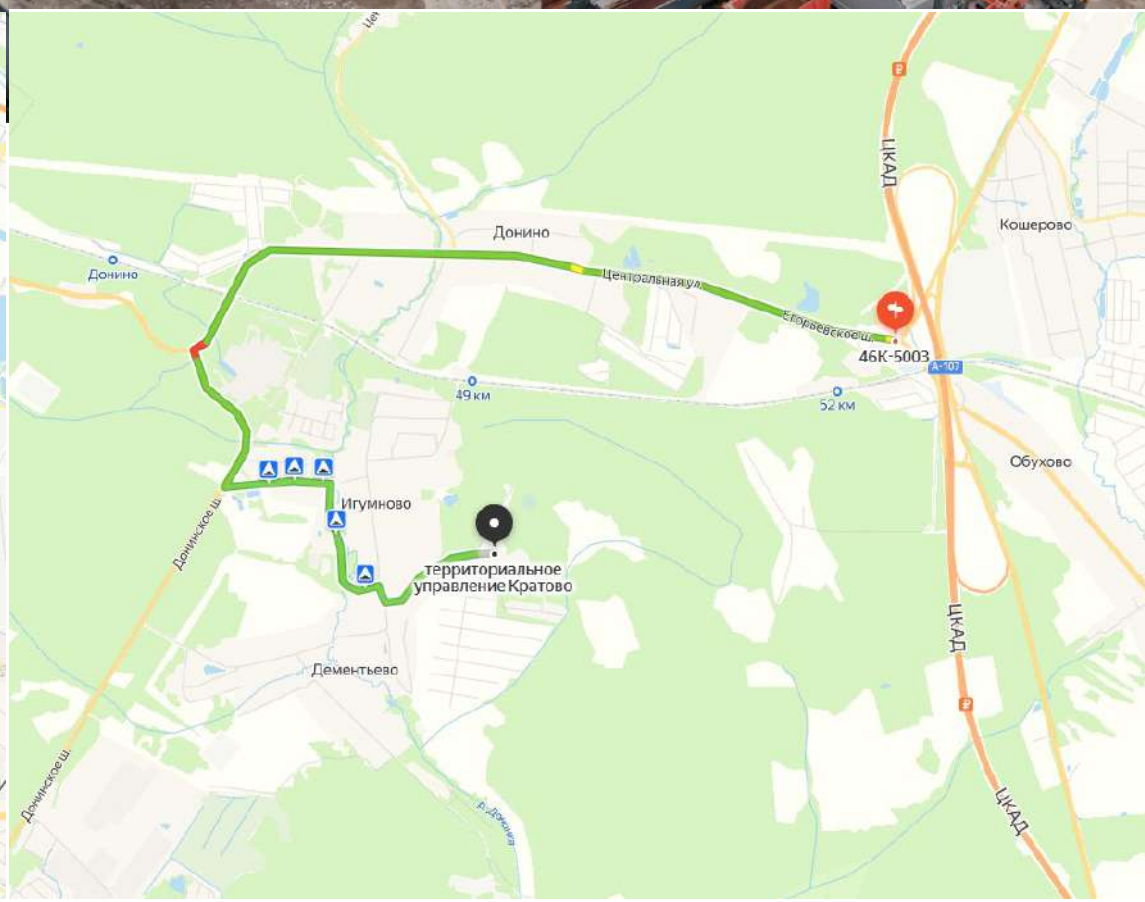 ЦКАД
Кошерово
Донино
Донино
Центральная ул.
Егорьевское ш.
46К-5003
А-107
49 км
52 км
Обухово
Игумново
Донинское ш.
территориальное
управление Кратово
ЦКАД
Дементьево
Донинское ш.
р. Донинка
ЦКАД